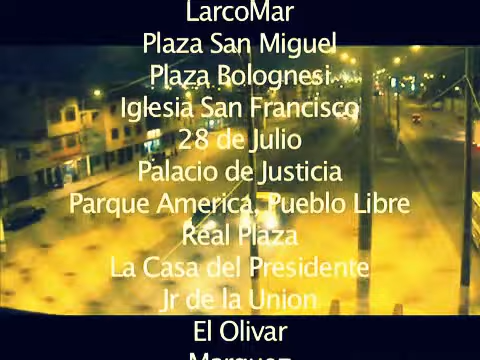 LarcoMar
Plaza San Miguel
Plaza Bolognesi
Iglesia San Francisco
28 de Julio
Palacio de Justicia
Parque America, Pueblo Libre
Real Plaza
La Casa del Presidente
Jr de la Union
El Olivar
Marquez